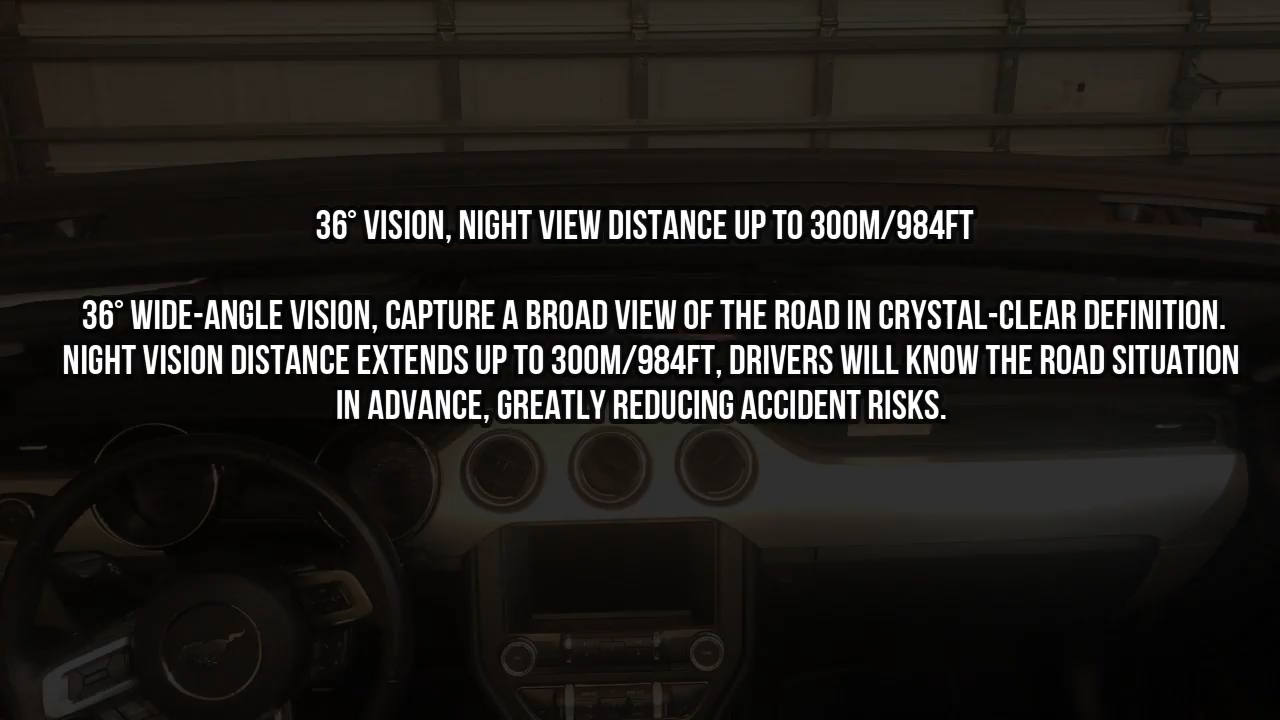 36° VISION, NIGHT VIEW DISTANCE UP TO 300M/984FT
36° WIDE-ANGLE VISION, CAPTURE A BROAD VIEW OF THE ROAD IN CRYSTAL-CLEAR DEFINITION.
NIGHT VISION DISTANCE EXTENDS UP TO 300M/984FT, DRIVERS WILL KNOW THE ROAD SITUATION
IN ADVANCE, GREATLY REDUCING ACCIDENT RISKS.